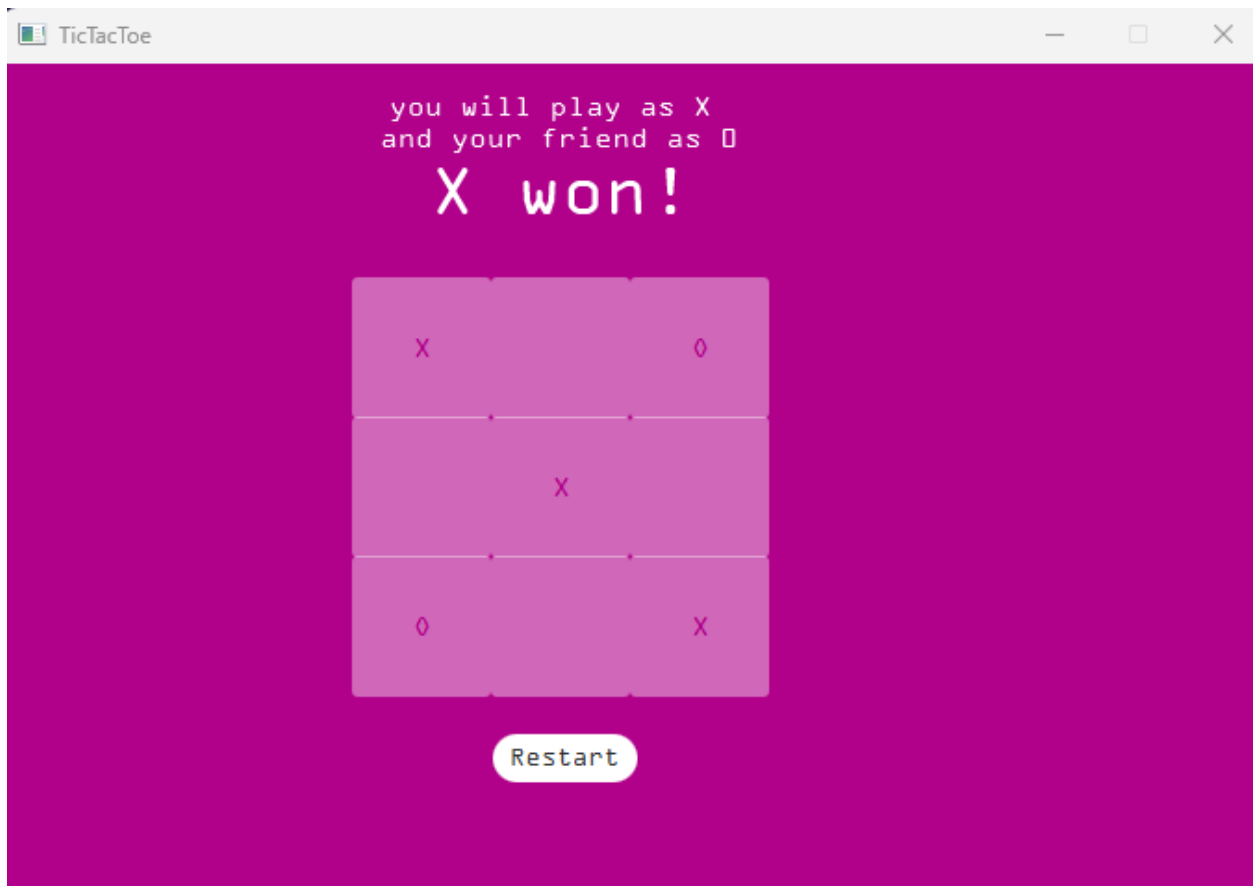 TicTacToe
you will play as X
and your friend as O
X won!
X O
X
O X
Restart